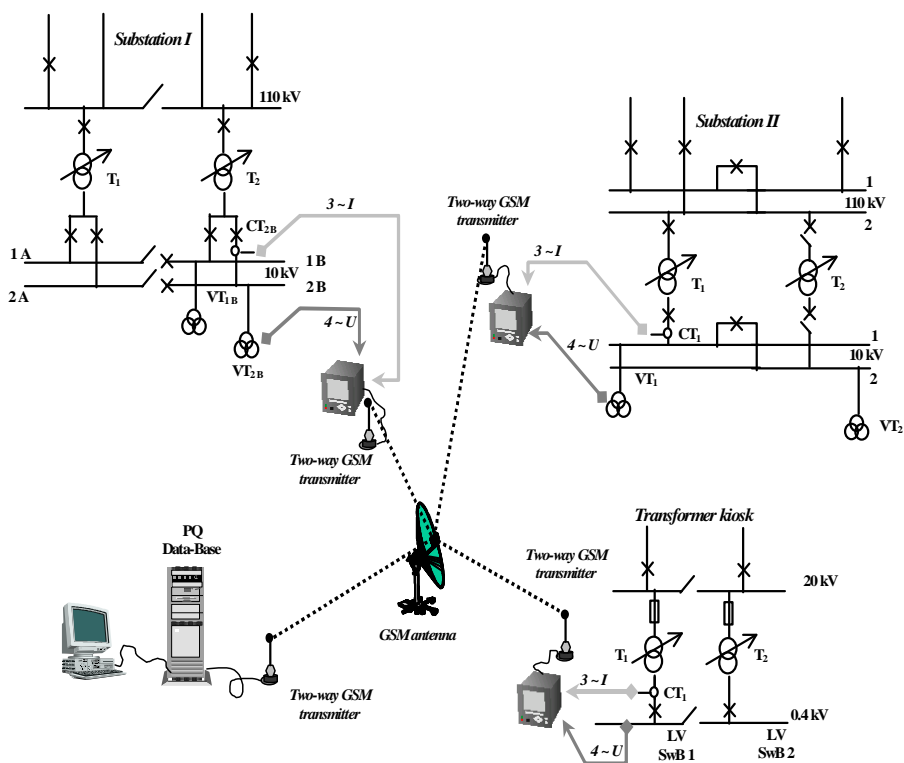 Substation I
110 kV
T1
T2
CT2B
3 ~ I
1 A
1 B
10 kV
2 A
2 B
VT1B
4 ~ U
VT2B
Two-way GSM
transmitter
Substation II
1
110 kV
2
Two-way GSM
transmitter
3 ~ I
T1
T2
CT1
4 ~ U
1
10 kV
2
VT1
VT2
PQ
Data-Base
GSM antenna
Two-way GSM
transmitter
Two-way GSM
transmitter
Transformer kiosk
20 kV
T1
T2
3 ~ I
CT1
0.4 kV
4 ~ U
LV
SwB 1
LV
SwB 2